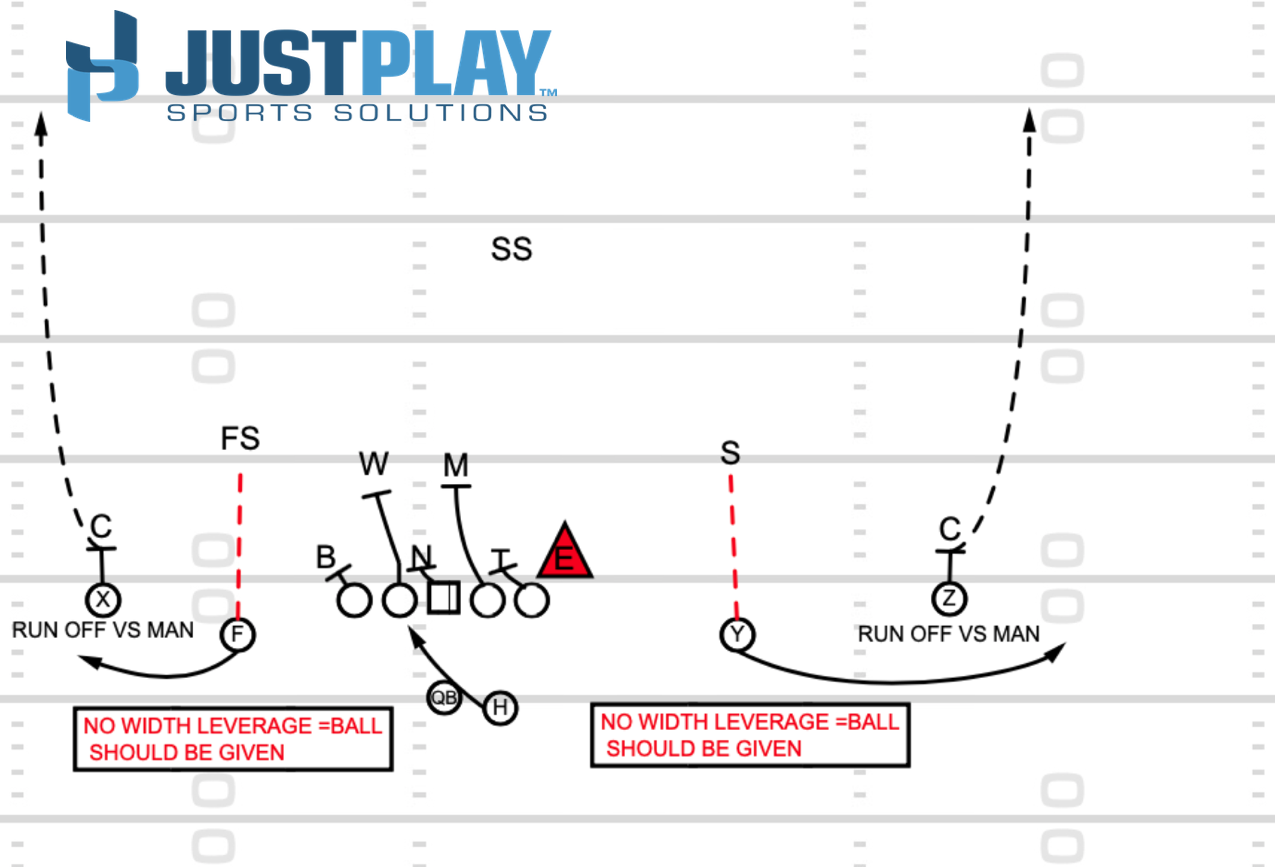 JUSTPLAY™
SPORTS SOLUTIONS
SS
FS
S
W
M
C
C
B
N
T
E
X
Z
RUN OFF VS MAN
F
Y
RUN OFF VS MAN
QB
H
NO WIDTH LEVERAGE =BALL
SHOULD BE GIVEN
NO WIDTH LEVERAGE =BALL
SHOULD BE GIVEN